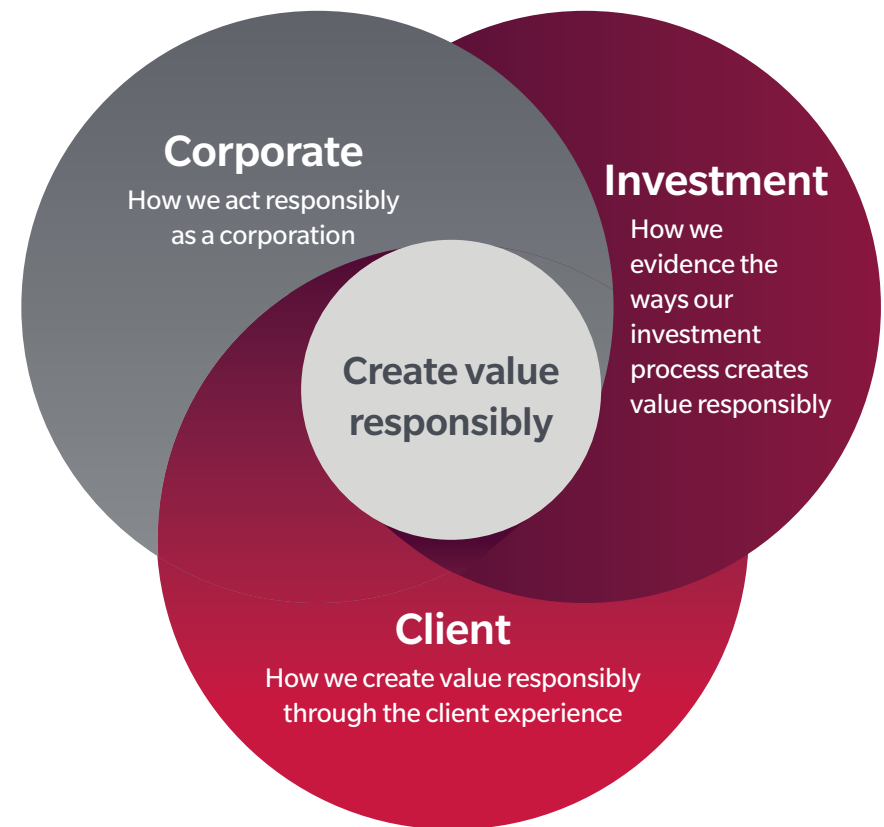 Corporate
How we act responsibly
as a corporation
Investment
How we
evidence the
ways our
investment
process creates
value responsibly
Create value
responsibly
Client
How we create value responsibly
through the client experience